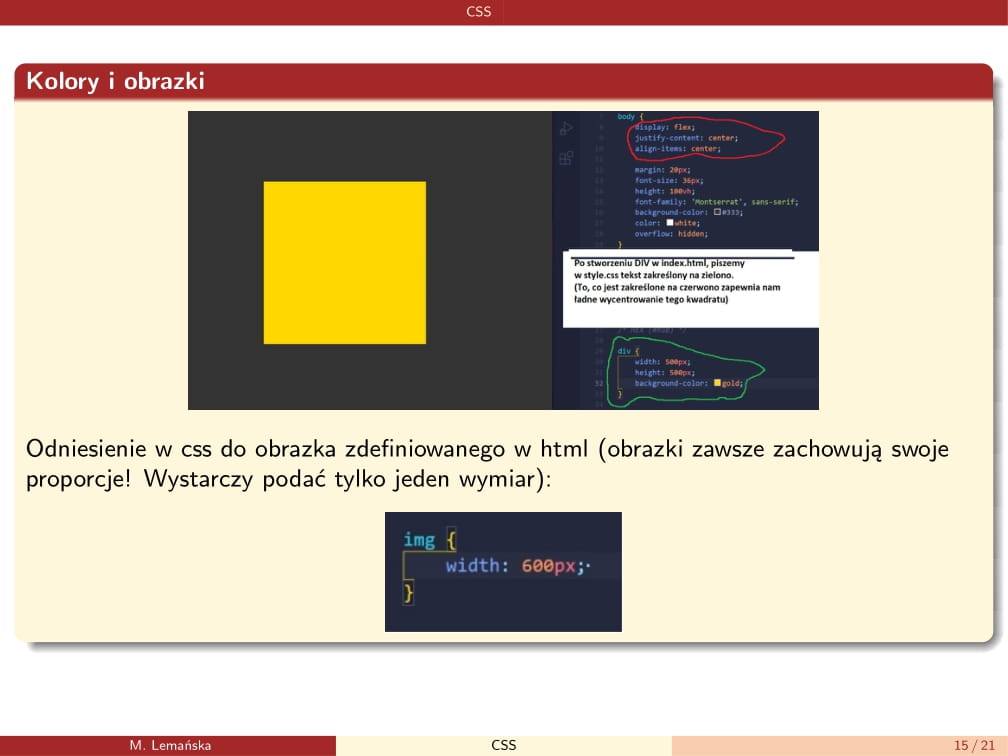 CSS
Kolory i obrazki
body {
display: flex;
justify-content: center;
align-items: center;
margin: 20px;
font-size: 36px;
height: 100vh;
font-family: 'Montserrat', sans-serif;
background-color: #333;
color: white;
overflow: hidden;
}
Po stworzeniu DIV w index.html, piszemy
w style.css tekst zakreślony na zielono.
(To, co jest zakreślone na czerwono zapewnia nam
ładne wycentrowanie tego kwadratu)
div {
width: 500px;
height: 500px;
32 background-color: gold;
}
Odniesienie w css do obrazka zdefiniowanego w html (obrazki zawsze zachowują swoje
proporcje! Wystarczy podać tylko jeden wymiar):
img {
width: 600px;
}
M. Lemańska CSS 15 / 21